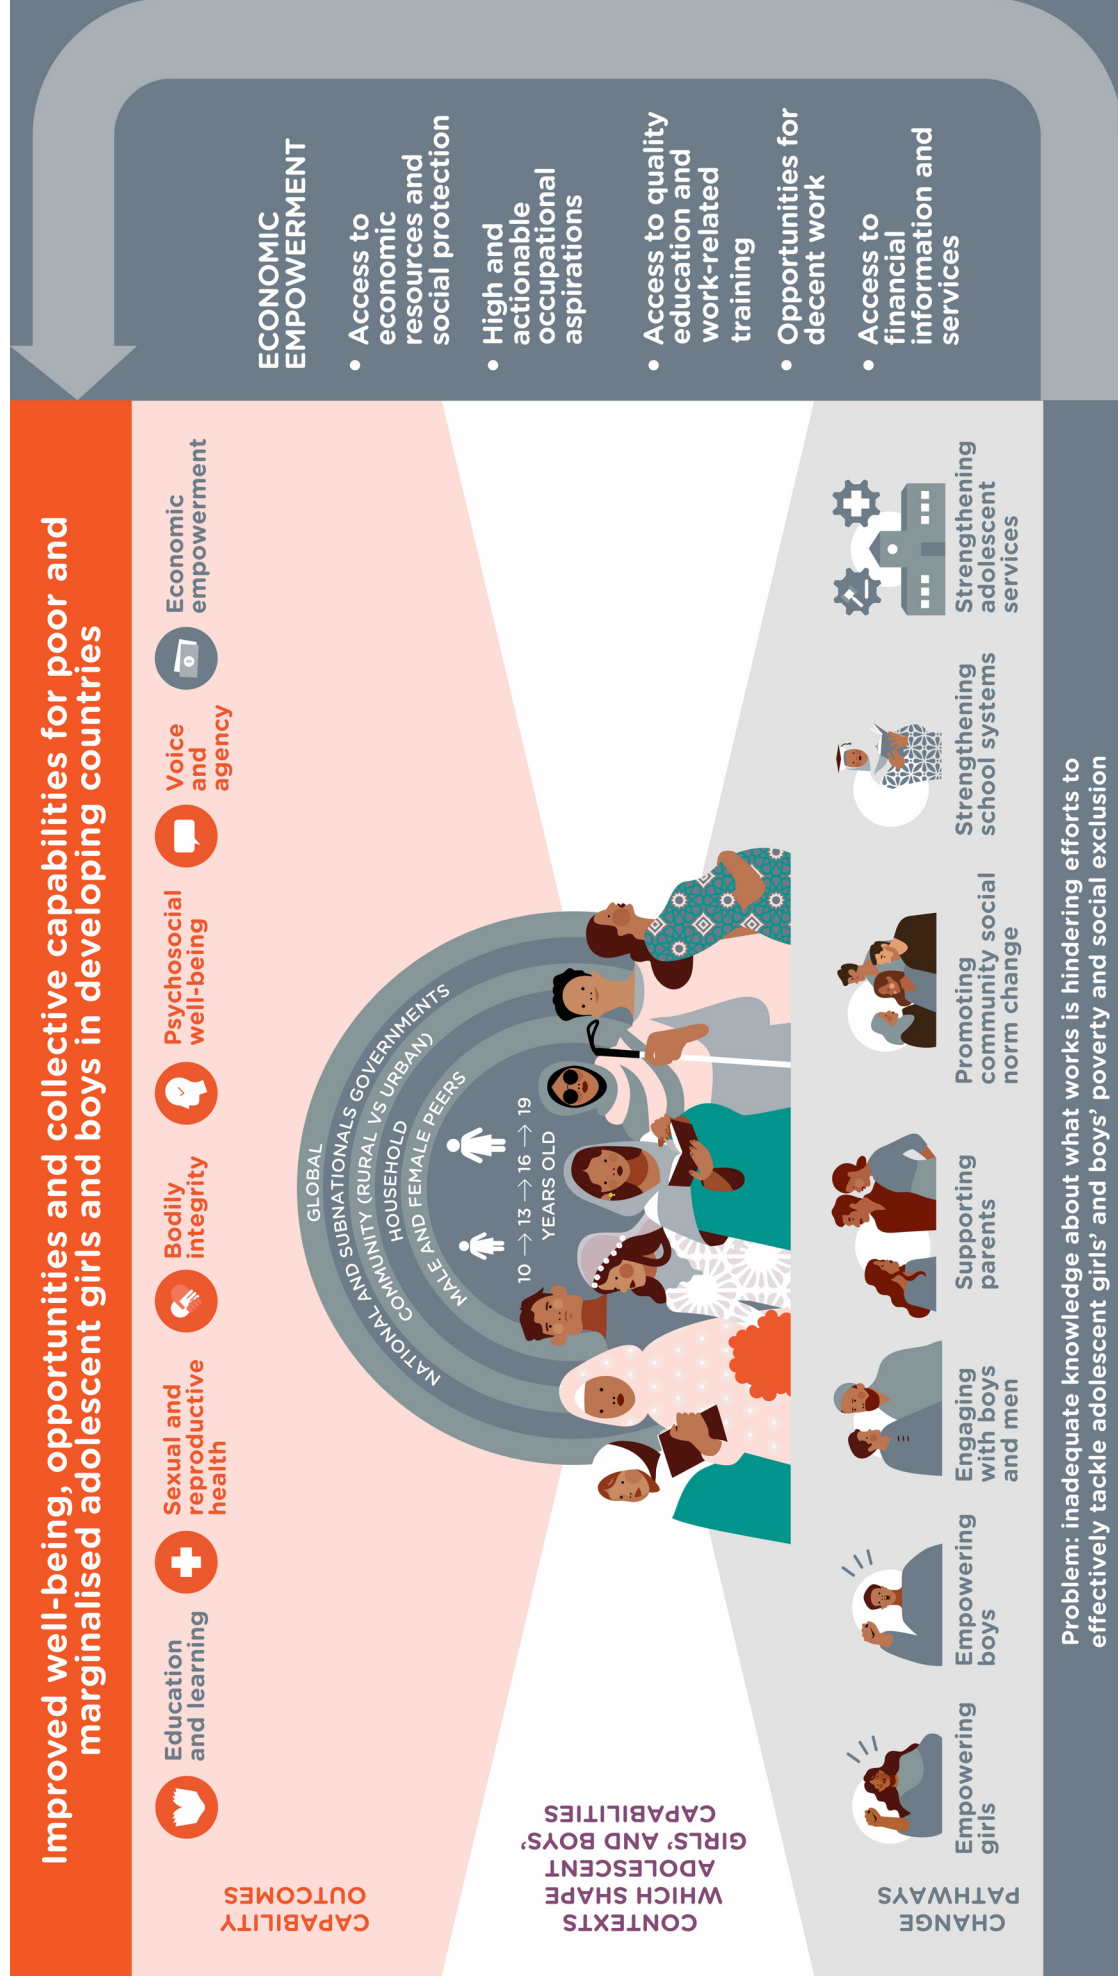 Improved well-being, opportunities and collective capabilities for poor and
marginalised adolescent girls and boys in developing countries
CAPABILITY
OUTCOMES
Education
and learning
Sexual and
reproductive
health
Bodily
integrity
Psychosocial
well-being
Voice
and
agency
Economic
empowerment
CONTEXTS
WHICH SHAPE
ADOLESCENT
GIRLS' AND BOYS'
CAPABILITIES
GLOBAL
NATIONAL AND SUBNATIONALS GOVERNMENTS
COMMUNITY (RURAL VS URBAN)
HOUSEHOLD
MALE AND FEMALE PEERS
10 → 13 → 16 → 19
YEARS OLD
CHANGE
PATHWAYS
Empowering
girls
Empowering
boys
Engaging
with boys
and men
Supporting
parents
Promoting
community social
norm change
Strengthening
school systems
Strengthening
adolescent
services
Problem: inadequate knowledge about what works is hindering efforts to
effectively tackle adolescent girls' and boys' poverty and social exclusion
ECONOMIC
EMPOWERMENT
• Access to
economic
resources and
social protection
• High and
actionable
occupational
aspirations
• Access to quality
education and
work-related
training
• Opportunities for
decent work
• Access to
financial
information and
services